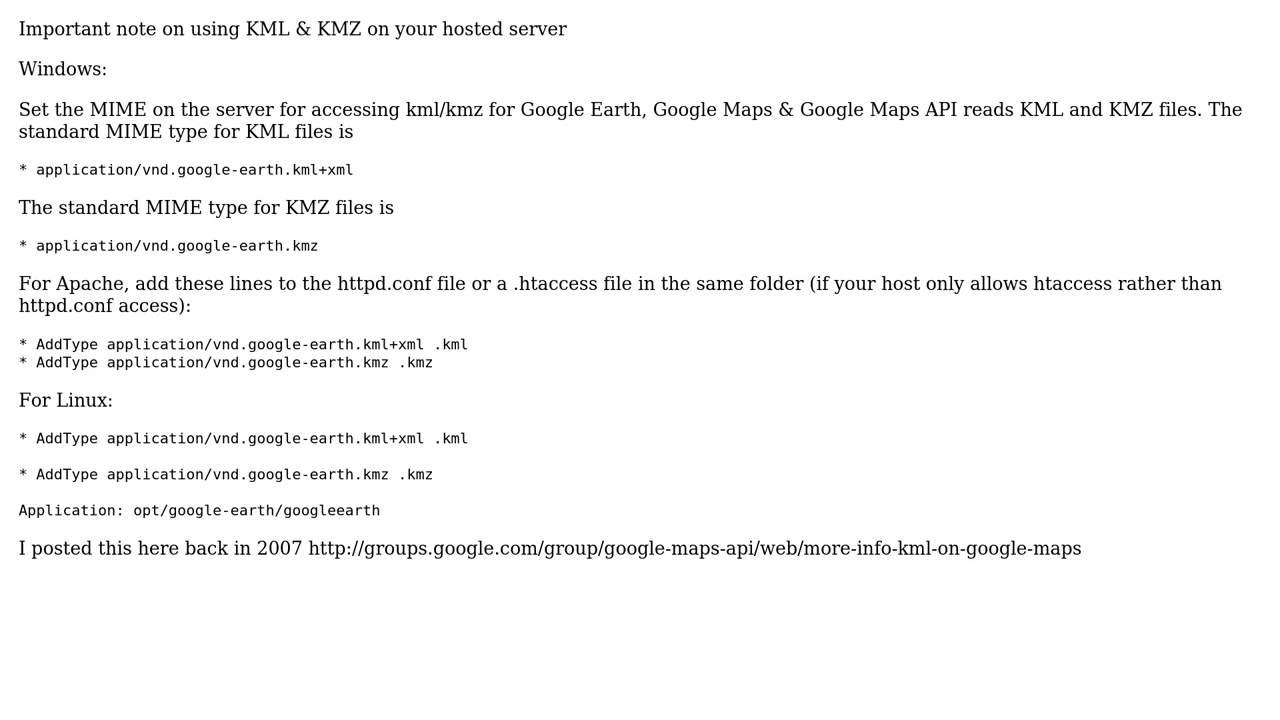 Important note on using KML & KMZ on your hosted server
Windows:
Set the MIME on the server for accessing kml/kmz for Google Earth, Google Maps & Google Maps API reads KML and KMZ files. The
standard MIME type for KML files is
* application/vnd.google-earth.kml+xml
The standard MIME type for KMZ files is
* application/vnd.google-earth.kmz
For Apache, add these lines to the httpd.conf file or a .htaccess file in the same folder (if your host only allows htaccess rather than
httpd.conf access):
* AddType application/vnd.google-earth.kml+xml .kml
* AddType application/vnd.google-earth.kmz .kmz
For Linux:
* AddType application/vnd.google-earth.kml+xml .kml
* AddType application/vnd.google-earth.kmz .kmz
Application: opt/google-earth/googleearth
I posted this here back in 2007 http://groups.google.com/group/google-maps-api/web/more-info-kml-on-google-maps